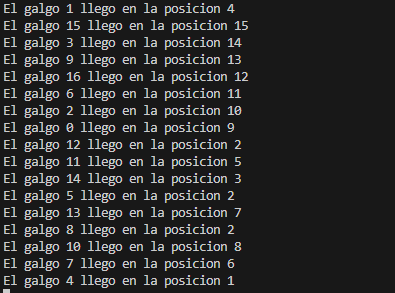 El galgo 1 llego en la posicion 4
El galgo 15 llego en la posicion 15
El galgo 3 llego en la posicion 14
El galgo 9 llego en la posicion 13
El galgo 16 llego en la posicion 12
El galgo 6 llego en la posicion 11
El galgo 2 llego en la posicion 10
El galgo 0 llego en la posicion 9
El galgo 12 llego en la posicion 2
El galgo 11 llego en la posicion 5
El galgo 14 llego en la posicion 3
El galgo 5 llego en la posicion 2
El galgo 13 llego en la posicion 7
El galgo 8 llego en la posicion 2
El galgo 10 llego en la posicion 8
El galgo 7 llego en la posicion 6
El galgo 4 llego en la posicion 1